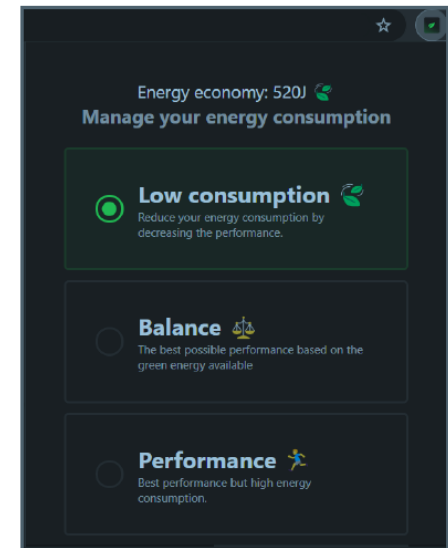 Energy economy: 520J
Manage your energy consumption
Low consumption
Reduce your energy consumption by
decreasing the performance.
Balance
The best possible performance based on the
green energy available
Performance
Best performance but high energy
consumption.